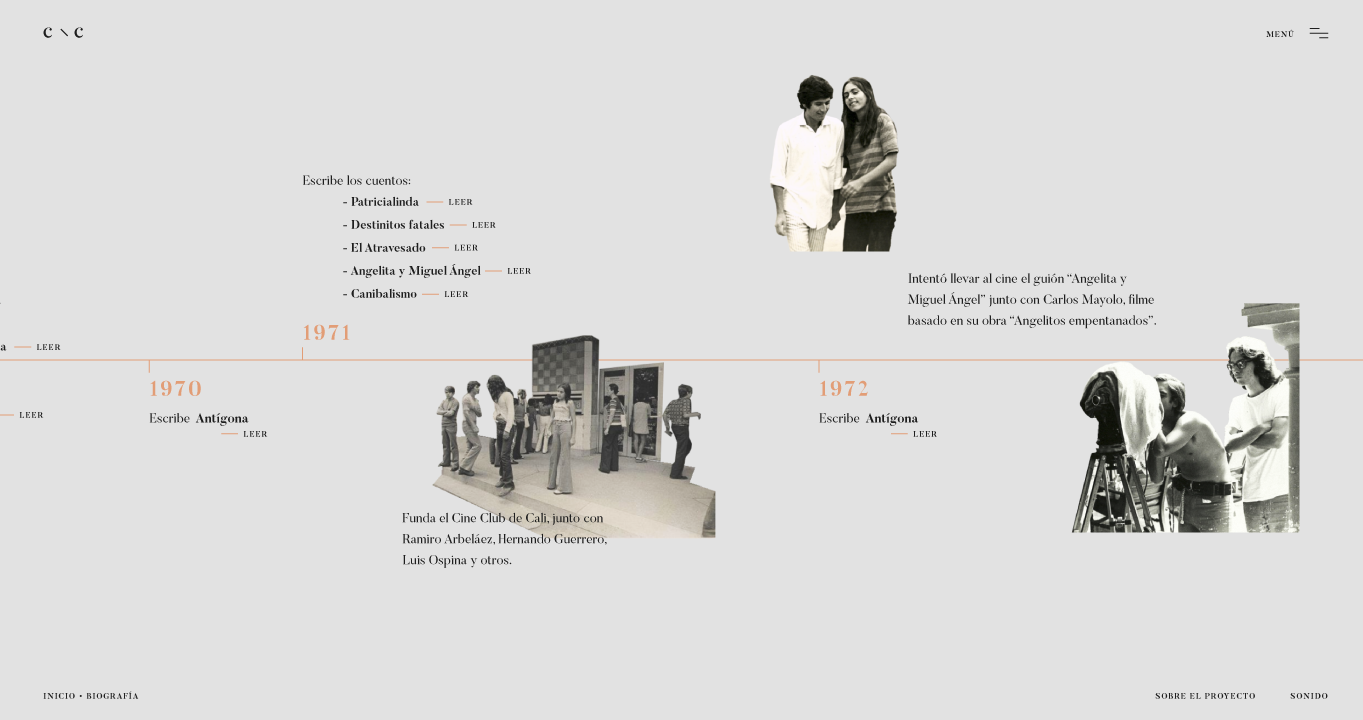 C \ C
MENÚ
Escribe los cuentos:
- Patricialinda — LEER
- Destinitos fatales — LEER
- El Atravesado — LEER
- Angelita y Miguel Ángel — LEER
- Canibalismo — LEER
1971
Intentó llevar al cine el guión “Angelita y
Miguel Ángel” junto con Carlos Mayolo, filme
basado en su obra “Angelitos empentanados”.
a — LEER
1970
Escribe Antígona
— LEER
— LEER
1972
Escribe Antígona
— LEER
Funda el Cine Club de Cali, junto con
Ramiro Arbeláez, Hernando Guerrero,
Luis Ospina y otros.
INICIO • BIOGRAFÍA
SOBRE EL PROYECTO
SONIDO